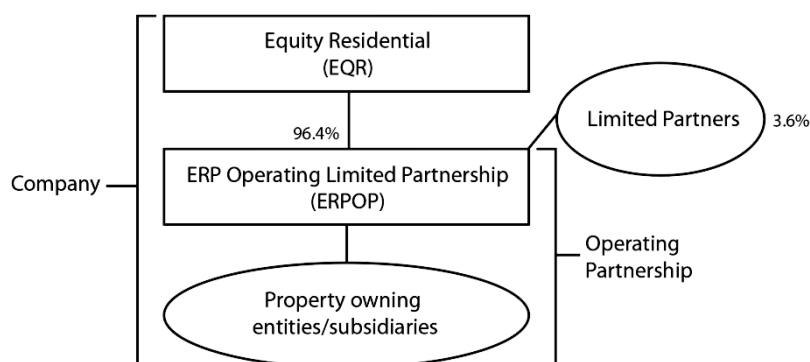 Equity Residential
(EQR)
96.4%
Limited Partners
3.6%
Company
ERP Operating Limited Partnership
(ERPOP)
Operating
Partnership
Property owning
entities/subsidiaries